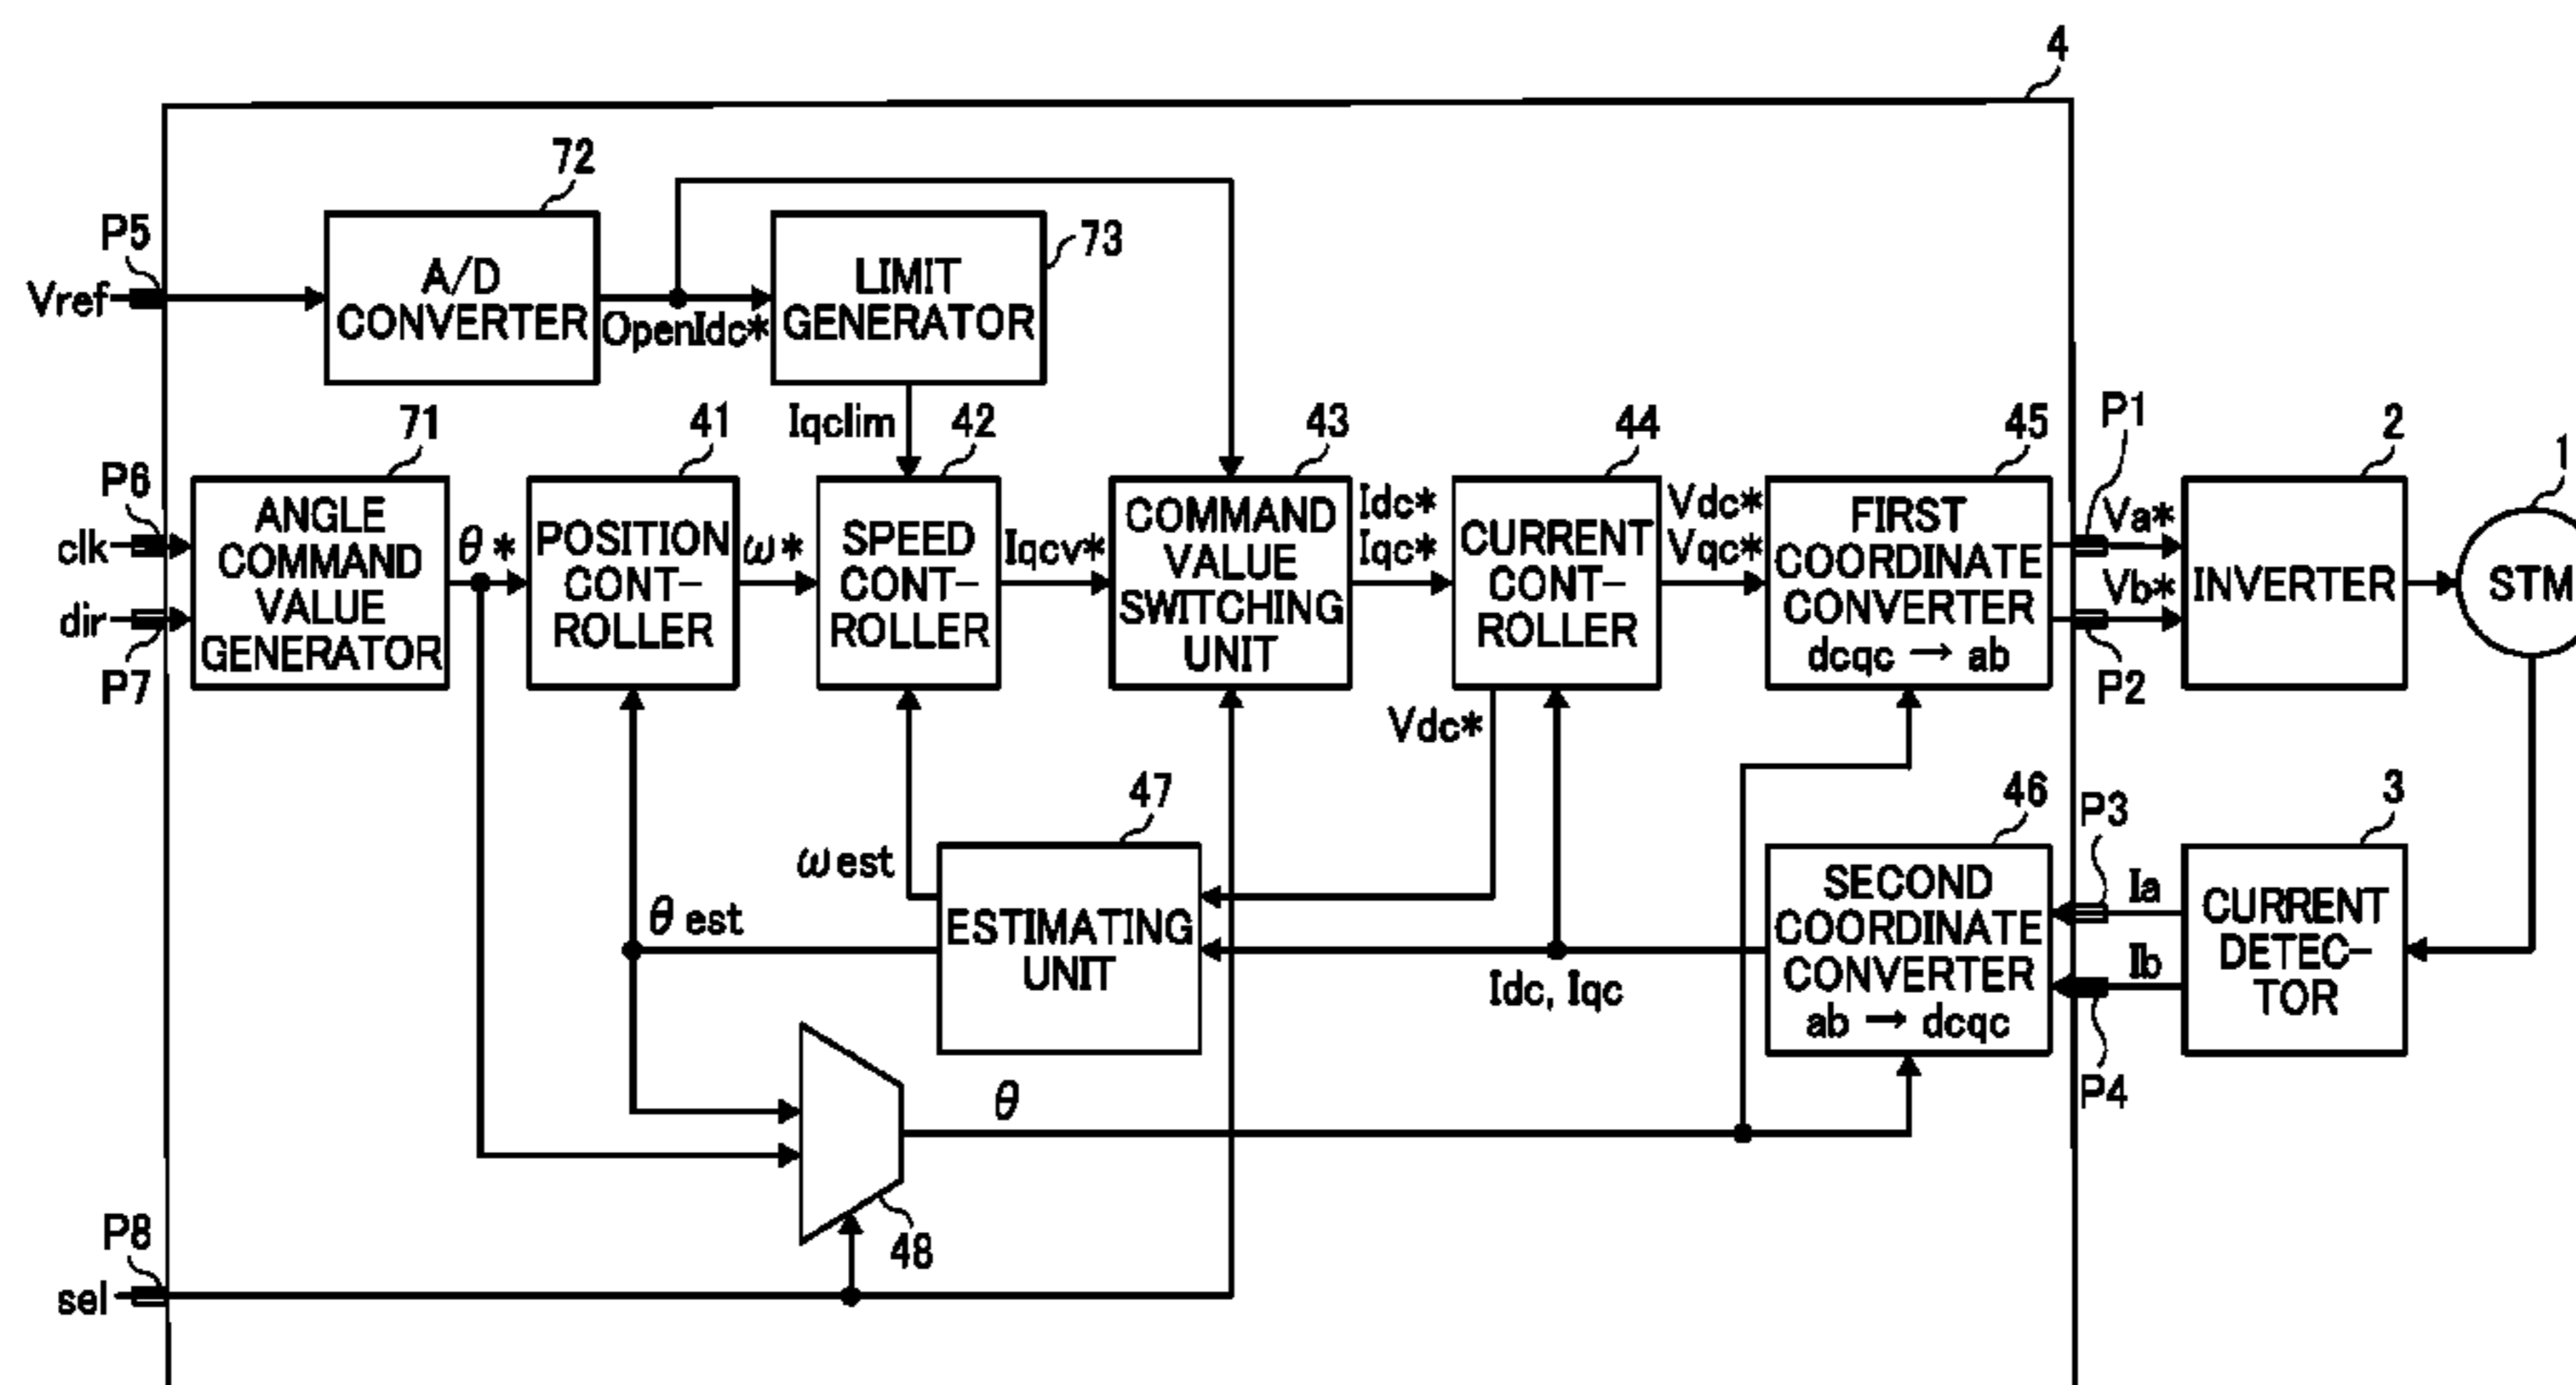 4
72
P5
Vref
A/D
CONVERTER
OpenIdc*
LIMIT
GENERATOR
73
Iqclim
71
41
42
43
44
45
P1
2
1
P6
clk
dir
P7
ANGLE
COMMAND
VALUE
GENERATOR
θ*
POSITION
CONT-
ROLLER
ω*
SPEED
CONT-
ROLLER
Iqcv*
COMMAND
VALUE
SWITCHING
UNIT
Idc*
Iqc*
CURRENT
CONT-
ROLLER
Vdc*
Vqc*
FIRST
COORDINATE
CONVERTER
dcqc → ab
Va*
Vb*
P2
INVERTER
STM
Vdc*
47
46
P3
3
ωest
θest
ESTIMATING
UNIT
Idc, Iqc
SECOND
COORDINATE
CONVERTER
ab → dcqc
Ia
Ib
P4
CURRENT
DETEC-
TOR
θ
48
P8
sel